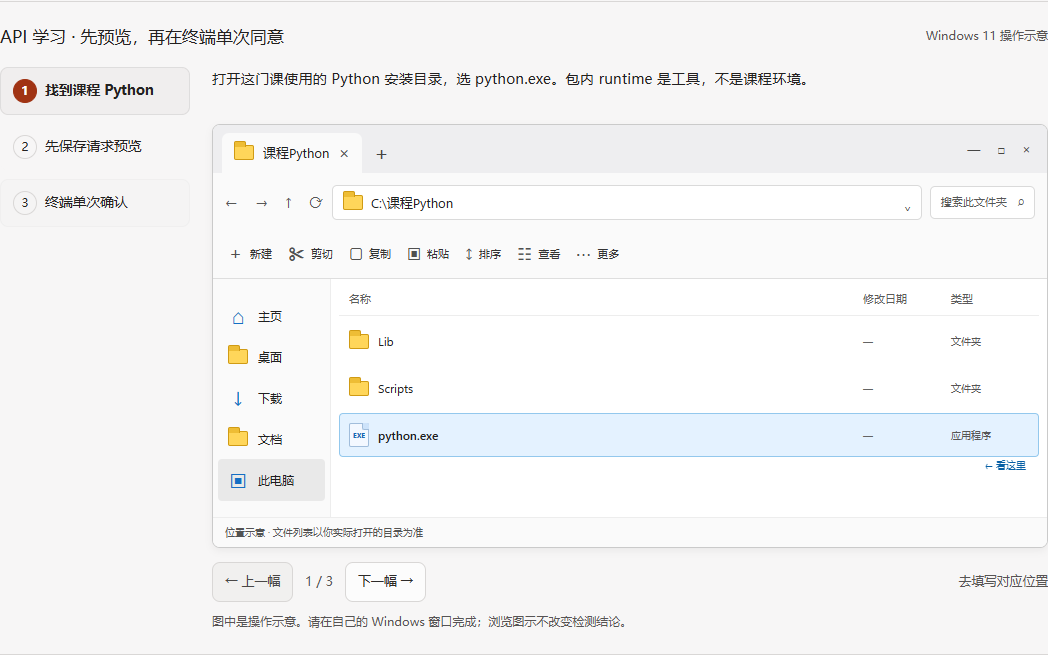 API 学习 · 先预览，再在终端单次同意
Windows 11 操作示意
1 找到课程 Python
2 先保存请求预览
3 终端单次确认
打开这门课使用的 Python 安装目录，选 python.exe。包内 runtime 是工具，不是课程环境。
课程Python × +
C:\课程Python
搜索此文件夹
+ 新建 剪切 复制 粘贴 排序 查看 ··· 更多
主页
桌面
下载
文档
此电脑
名称 修改日期 类型
Lib — 文件夹
Scripts — 文件夹
EXE python.exe — 应用程序
← 看这里
位置示意 · 文件列表以你实际打开的目录为准
← 上一幅 1 / 3 下一幅 →
去填写对应位置
图中是操作示意。请在自己的 Windows 窗口完成；浏览图示不改变检测结论。